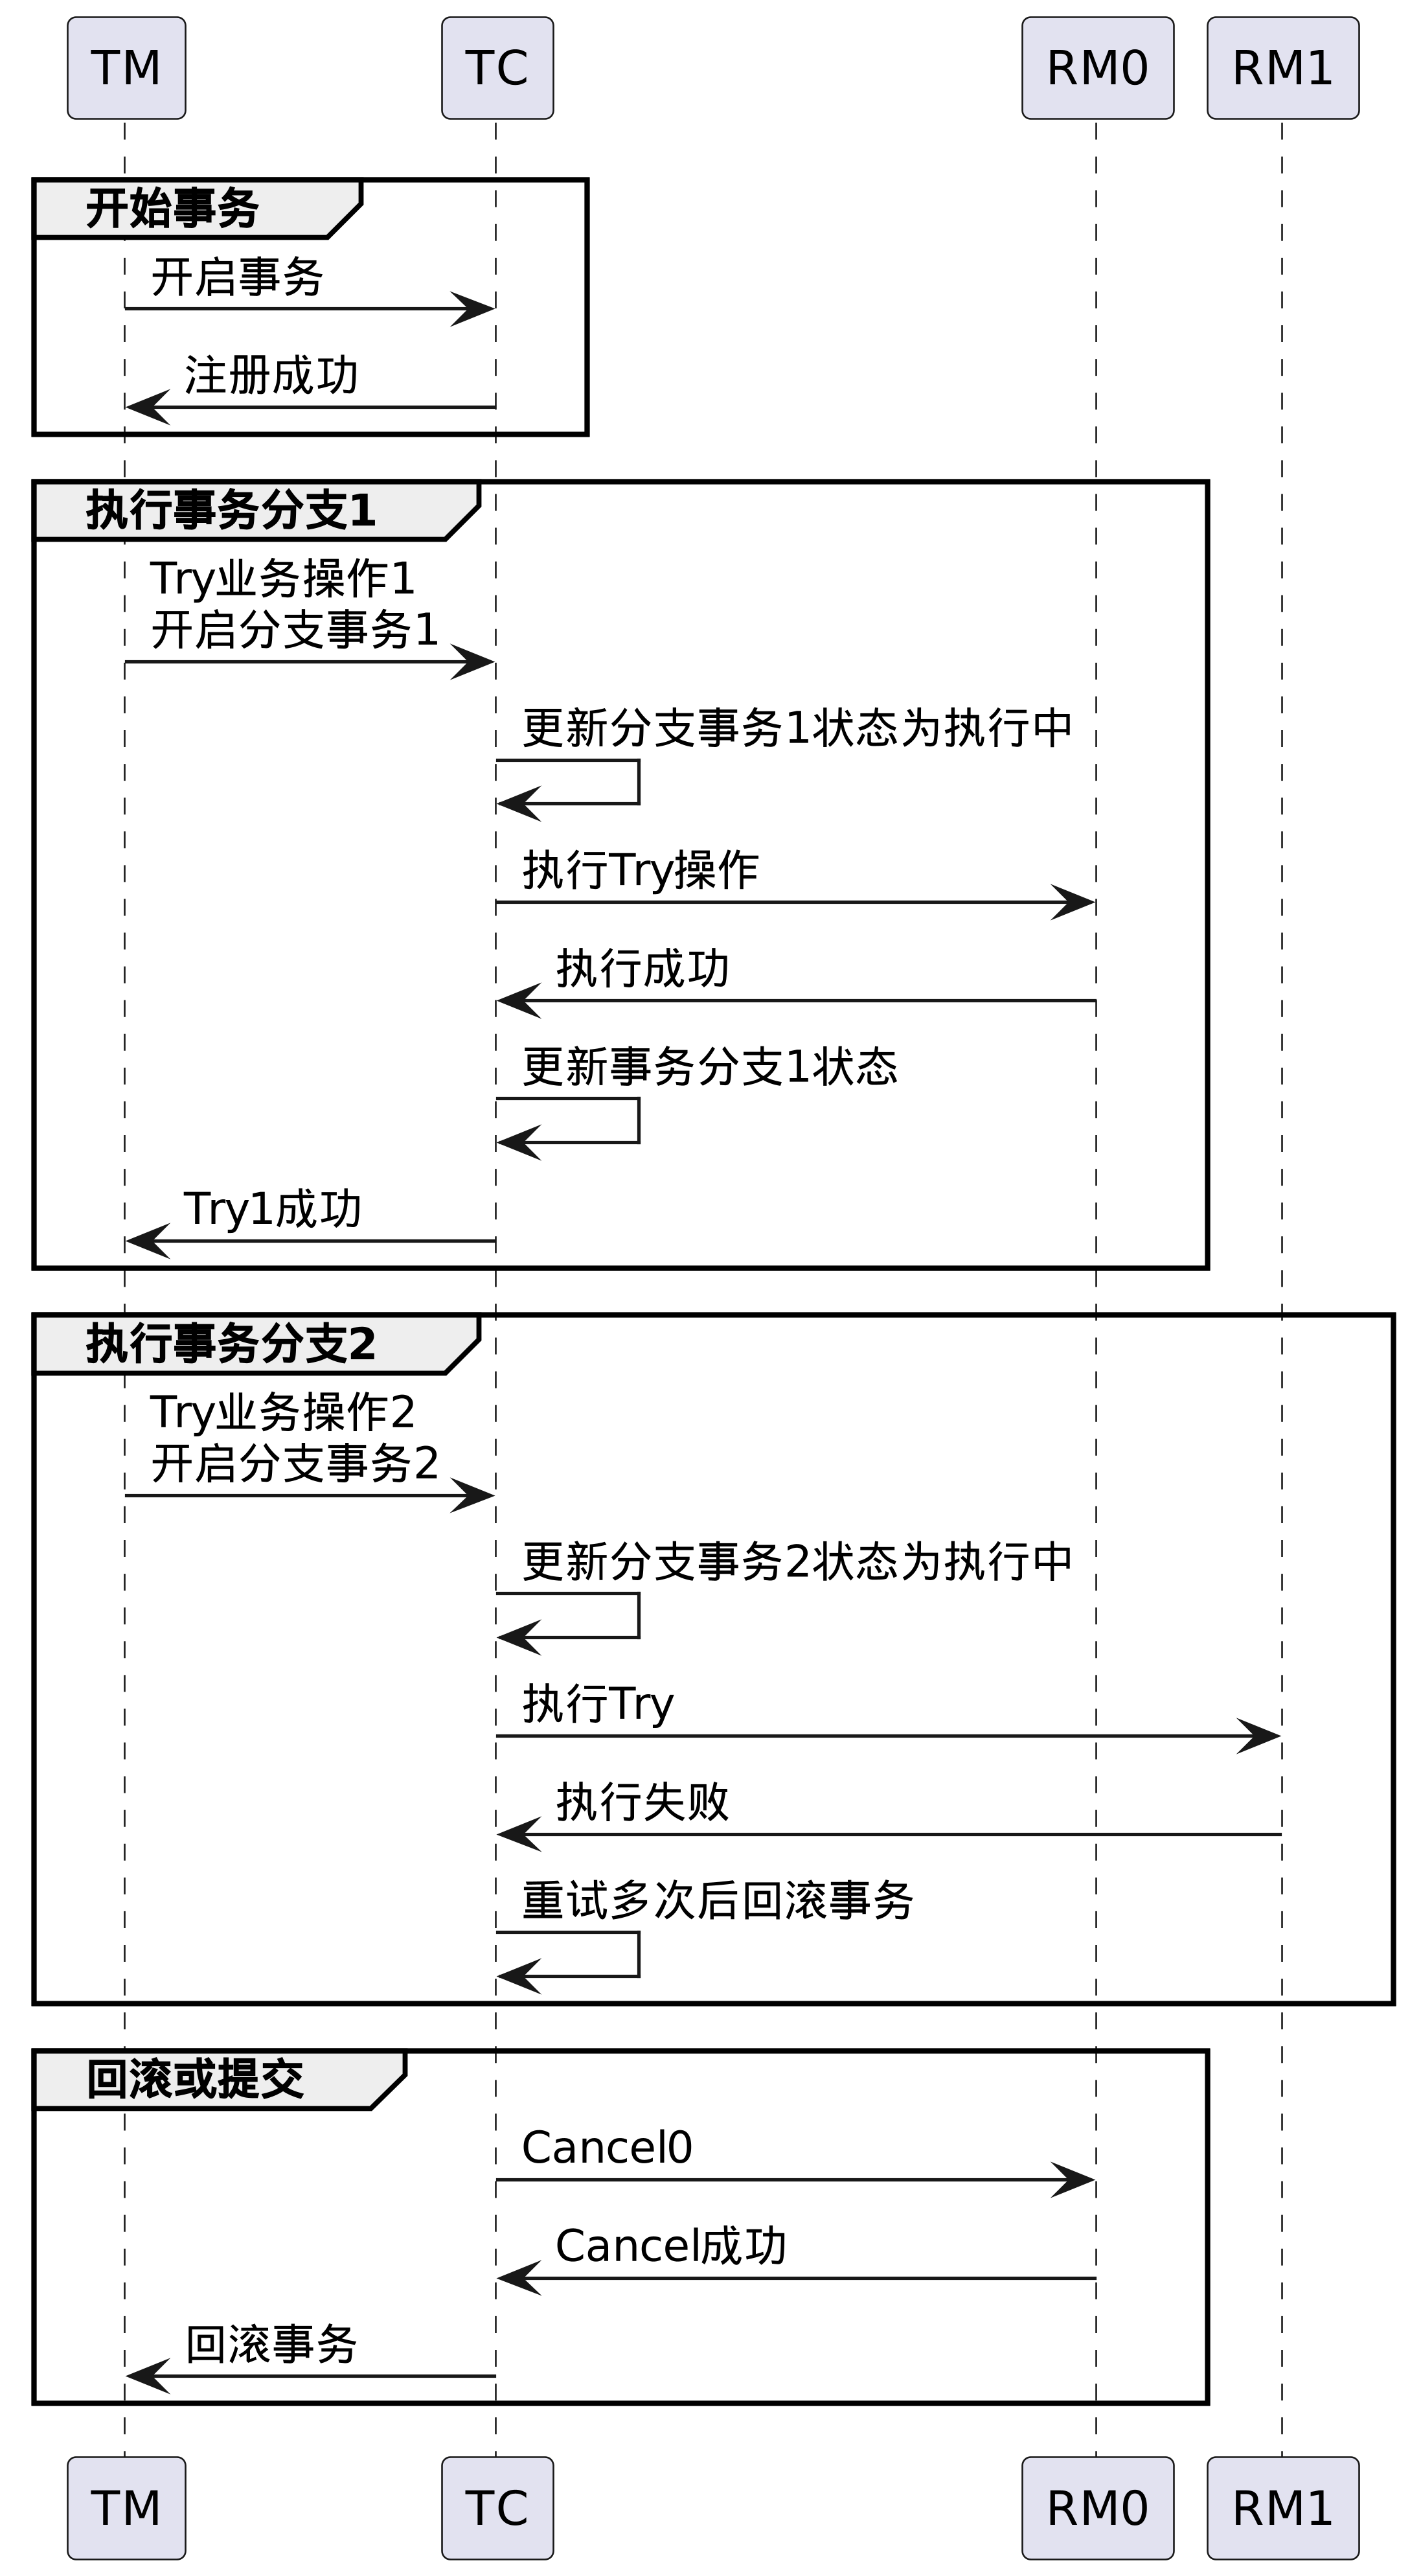 TM TC RM0 RM1
开始事务
开启事务
注册成功
执行事务分支1
Try业务操作1
开启分支事务1
更新分支事务1状态为执行中
执行Try操作
执行成功
更新事务分支1状态
Try1成功
执行事务分支2
Try业务操作2
开启分支事务2
更新分支事务2状态为执行中
执行Try
执行失败
重试多次后回滚事务
回滚或提交
Cancel0
Cancel成功
回滚事务
TM TC RM0 RM1